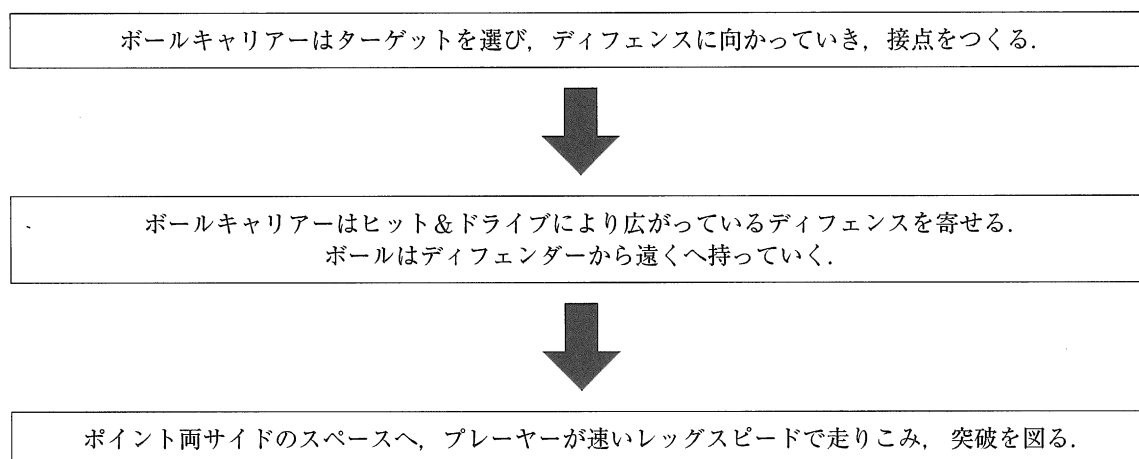 ボールキャリアーはターゲットを選び，ディフェンスに向かっていき，接点をつくる．
ボールキャリアーはヒット＆ドライブにより広がっているディフェンスを寄せる．
ボールはディフェンダーから遠くへ持っていく．
ポイント両サイドのスペースへ，プレーヤーが速いレッグスピードで走りこみ， 突破を図る．